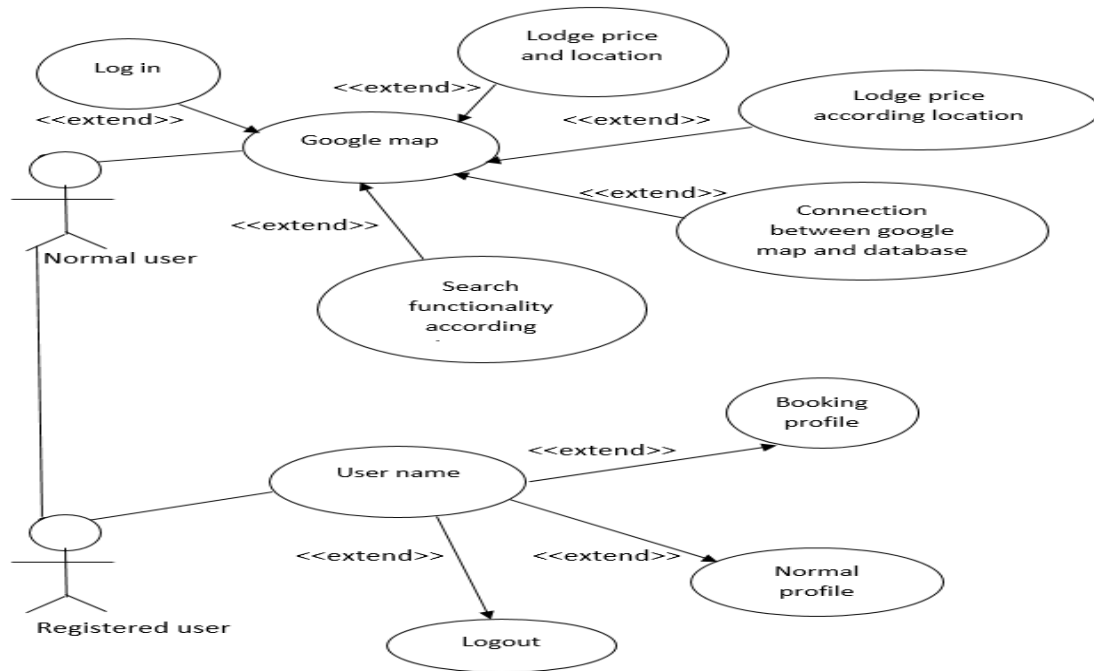 Lodge price
and location
Log in
<<extend>>
<<extend>>
Lodge price
according location
<<extend>>
Google map
<<extend>>
<<extend>>
Connection
between google
map and database
Normal user
Search
functionality
according
Booking
profile
<<extend>>
User name
<<extend>>
<<extend>>
Normal
profile
Registered user
Logout